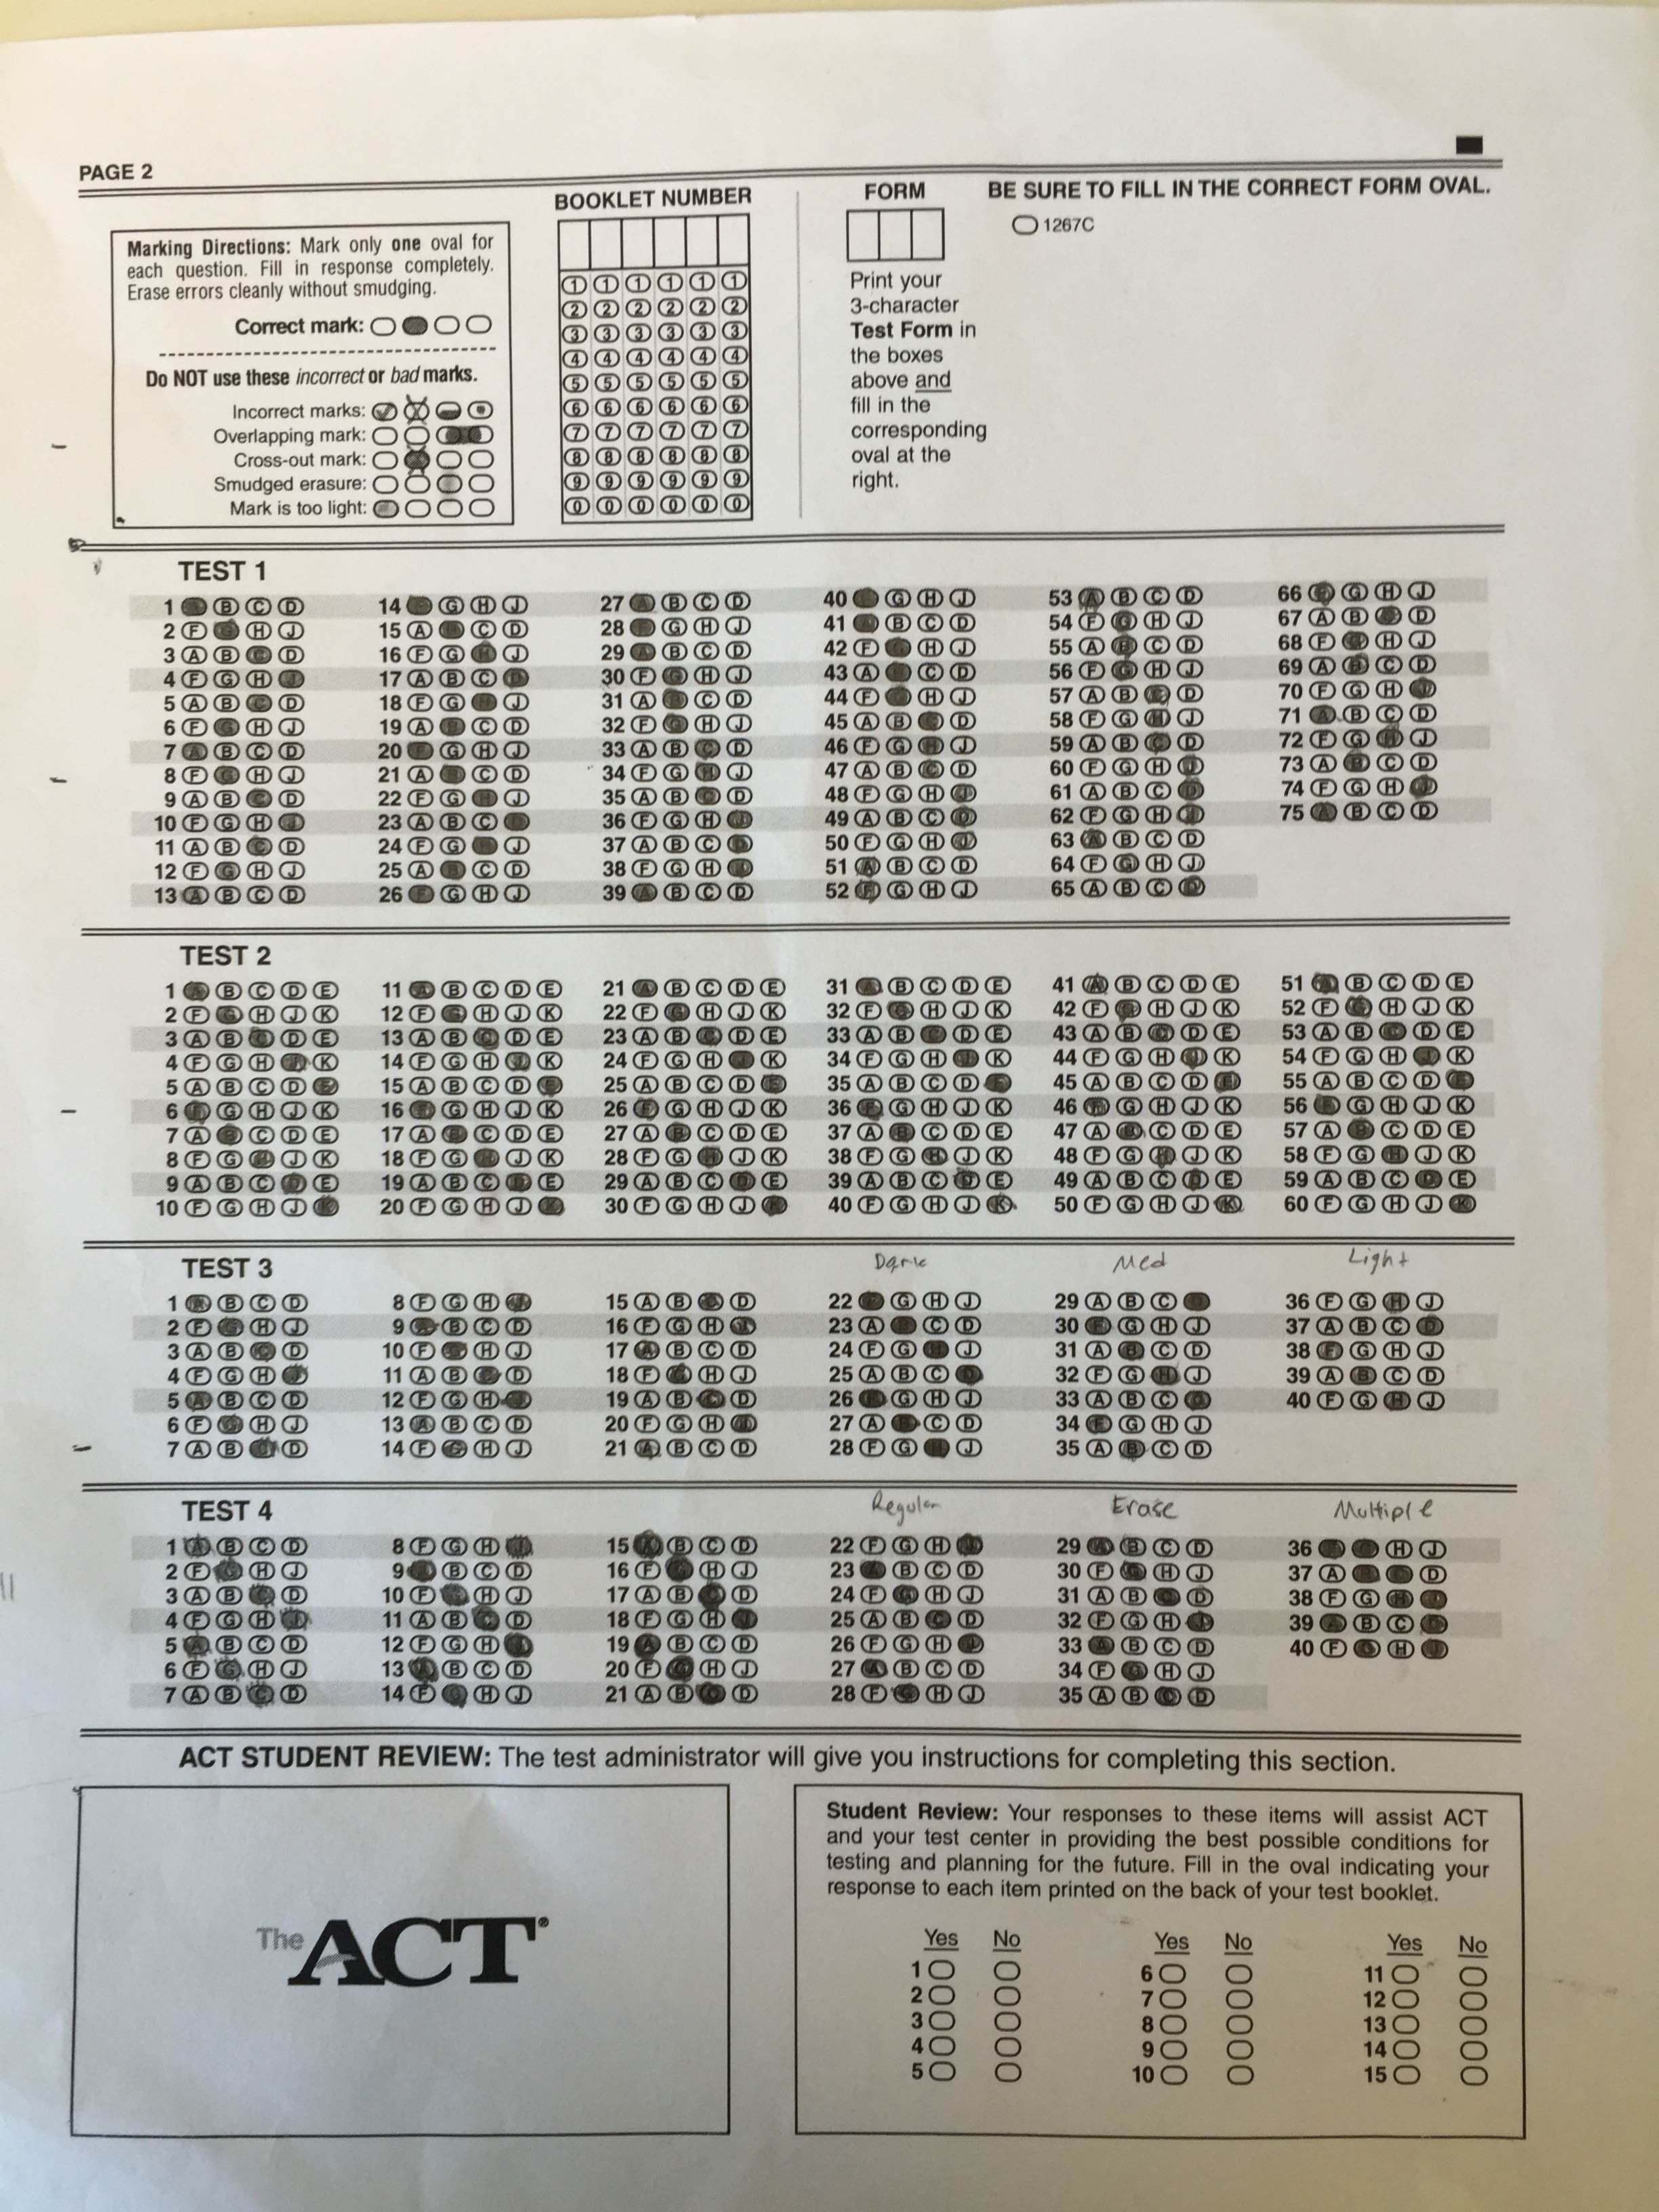 PAGE 2
BOOKLET NUMBER
FORM
BE SURE TO FILL IN THE CORRECT FORM OVAL.
1267C
Marking Directions: Mark only one oval for
each question. Fill in response completely.
Erase errors cleanly without smudging.
Correct mark:
Do NOT use these incorrect or bad marks.
Incorrect marks:
Overlapping mark:
Cross-out mark:
Smudged erasure:
Mark is too light:
1 1 1 1 1 1
2 2 2 2 2 2
3 3 3 3 3 3
4 4 4 4 4 4
5 5 5 5 5 5
6 6 6 6 6 6
7 7 7 7 7 7
8 8 8 8 8 8
9 9 9 9 9 9
0 0 0 0 0 0
Print your
3-character
Test Form in
the boxes
above and
fill in the
corresponding
oval at the
right.
TEST 1
1 B C D 14 G H J 27 A B C D 40 G H J 53 A B C D 66 G H J
2 F G H J 15 A C D 28 G H J 41 B C D 54 F G H J 67 A B D
3 A B C D 16 F G H J 29 A B C D 42 F H J 55 A B C D 68 F H J
4 F G H J 17 A B C D 30 F G H J 43 A C D 56 F G H J 69 A B C D
5 A B C D 18 F G H J 31 A C D 44 F H J 57 A B D 70 F G H J
6 F G H J 19 A C D 32 F G H J 45 A B C D 58 F G H J 71 A B C D
7 A B C D 20 G H J 33 A B C D 46 F G H J 59 A B C D 72 F G H J
8 F G H J 21 A C D 34 F G H J 47 A B C D 60 F G H J 73 A B C D
9 A B C D 22 F G J 35 A B C D 48 F G H J 61 A B C D 74 F G H J
10 F G H J 23 A B C 36 F G H J 49 A B C D 62 F G H J 75 A B C D
11 A B C D 24 F G J 37 A B C D 50 F G H J 63 A B C D
12 F G H J 25 A C D 38 F G H 51 A B C D 64 F G H J
13 A B C D 26 G H J 39 A B C D 52 F G H J 65 A B C D
TEST 2
1 A B C D E 11 A B C D E 21 A B C D E 31 A B C D E 41 A B C D E 51 B C D E
2 F G H J K 12 F G H J K 22 F G H J K 32 F G H J K 42 F H J K 52 F G H J K
3 A B C D E 13 A B C D E 23 A B C D E 33 A B C D E 43 A B C D E 53 A B C D E
4 F G H K 14 F G H J K 24 F G H K 34 F G H J K 44 F G H J K 54 F G H J K
5 A B C D E 15 A B C D 25 A B C D E 35 A B C D 45 A B C D E 55 A B C D
6 G H J K 16 G H J K 26 F G H J K 36 F G H J K 46 G H J K 56 G H J K
7 A C D E 17 A B C D E 27 A B C D E 37 A B C D E 47 A B C D E 57 A B C D E
8 F G H J K 18 F G J K 28 F G H J K 38 F G H J K 48 F G H J K 58 F G H J K
9 A B C E 19 A B C E 29 A B C D E 39 A B C D E 49 A B C D E 59 A B C E
10 F G H J 20 F G H J 30 F G H J 40 F G H J K 50 F G H J K 60 F G H J K
TEST 3
Dark
Med
Light
1 A B C D 8 F G H J 15 A B D 22 G H J 29 A B C 36 F G H J
2 F G H J 9 B C D 16 F G H J 23 A C D 30 F G H J 37 A B C D
3 A B C D 10 F H J 17 A B C D 24 F G H J 31 A B C D 38 F G H J
4 F G H J 11 A B D 18 F H J 25 A B C D 32 F G H J 39 A B C D
5 A B C D 12 F G H 19 A B C D 26 G H J 33 A B C 40 F G H J
6 F G H J 13 A B C D 20 F G H J 27 A C D 34 F G H J
7 A B C D 14 F G H J 21 A B C D 28 F G J 35 A B C D
TEST 4
Regular
Erase
Multiple
1 A B C D 8 F G H J 15 A B C D 22 F G H J 29 A B C D 36 H J
2 F G H J 9 B C D 16 F H J 23 A B C D 30 F G H J 37 A D
3 A B C D 10 F G H J 17 A B D 24 F G H J 31 A B D 38 F G H
4 F G H J 11 A B C D 18 F G H J 25 A B C D 32 F G H 39 A B C D
5 A B C D 12 F G H J 19 A B C D 26 F G H J 33 A B C D 40 F H
6 F G H J 13 A B C D 20 F G H J 27 A B C D 34 F G H J
7 A B C D 14 F H J 21 A B D 28 F G H J 35 A B C D
ACT STUDENT REVIEW: The test administrator will give you instructions for completing this section.
The ACT®
Student Review: Your responses to these items will assist ACT
and your test center in providing the best possible conditions for
testing and planning for the future. Fill in the oval indicating your
response to each item printed on the back of your test booklet.
Yes No Yes No Yes No
1 6 11
2 7 12
3 8 13
4 9 14
5 10 15